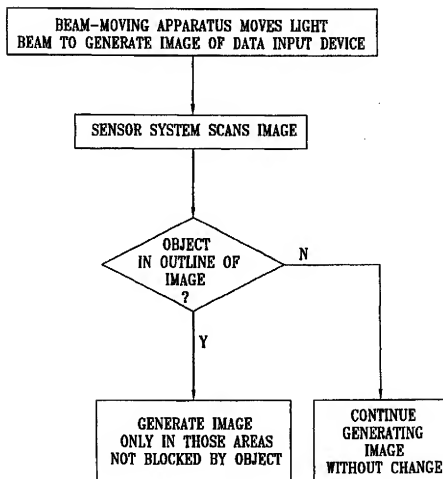 BEAM-MOVING APPARATUS MOVES LIGHT
BEAM TO GENERATE IMAGE OF DATA INPUT DEVICE
SENSOR SYSTEM SCANS IMAGE
OBJECT
IN OUTLINE OF
IMAGE
?
N
Y
GENERATE IMAGE
ONLY IN THOSE AREAS
NOT BLOCKED BY OBJECT
CONTINUE
GENERATING
IMAGE
WITHOUT CHANGE